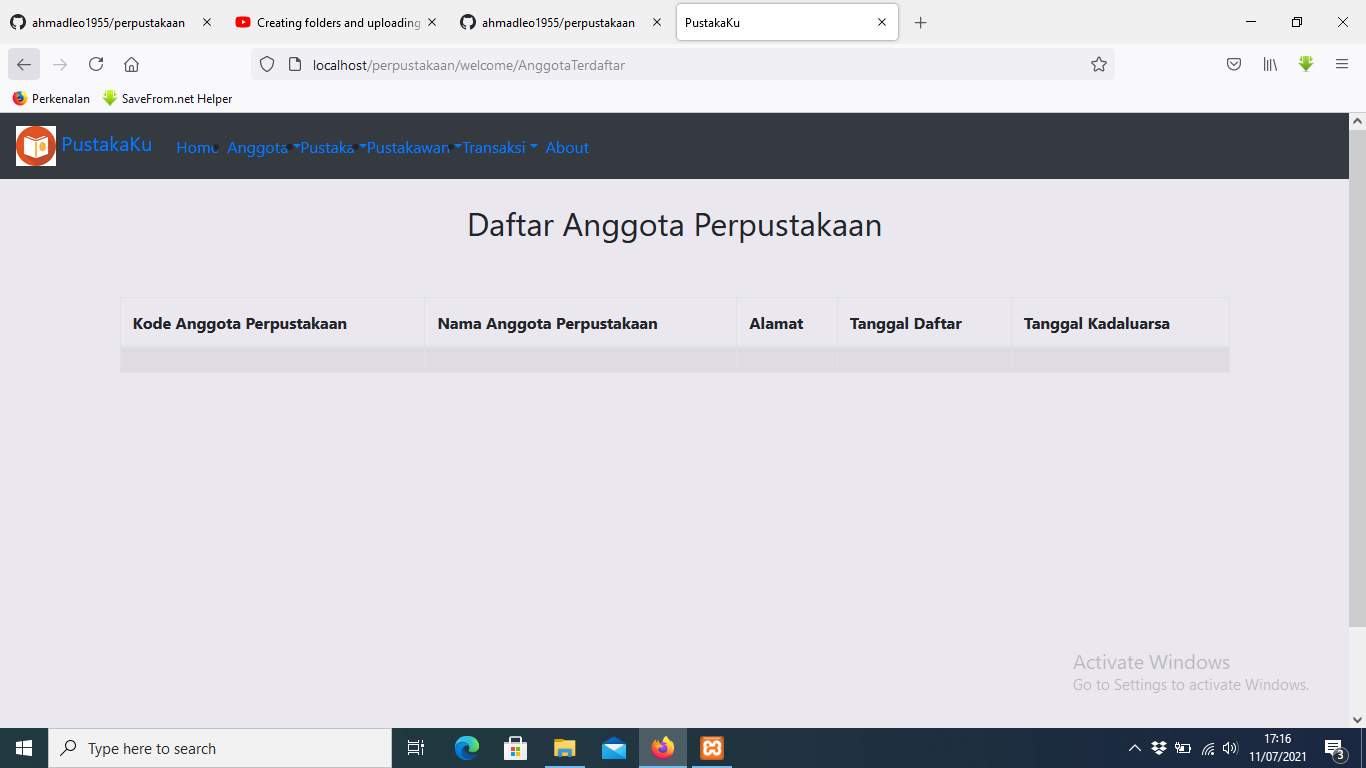 ahmadleo1955/perpustakaan
Creating folders and uploading
ahmadleo1955/perpustakaan
PustakaKu
localhost/perpustakaan/welcome/AnggotaTerdaftar
Perkenalan
SaveFrom.net Helper
PustakaKu Home Anggota Pustaka Pustakawan Transaksi About
Daftar Anggota Perpustakaan
Kode Anggota Perpustakaan Nama Anggota Perpustakaan Alamat Tanggal Daftar Tanggal Kadaluarsa
Activate Windows
Go to Settings to activate Windows.
Type here to search
17:16
11/07/2021
3